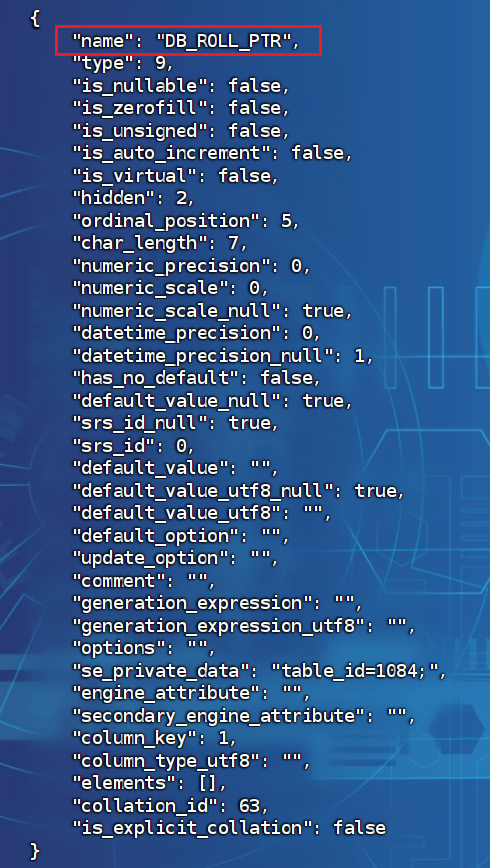 {
"name": "DB_ROLL_PTR",
"type": 9,
"is_nullable": false,
"is_zerofill": false,
"is_unsigned": false,
"is_auto_increment": false,
"is_virtual": false,
"hidden": 2,
"ordinal_position": 5,
"char_length": 7,
"numeric_precision": 0,
"numeric_scale": 0,
"numeric_scale_null": true,
"datetime_precision": 0,
"datetime_precision_null": 1,
"has_no_default": false,
"default_value_null": true,
"srs_id_null": true,
"srs_id": 0,
"default_value": "",
"default_value_utf8_null": true,
"default_value_utf8": "",
"default_option": "",
"update_option": "",
"comment": "",
"generation_expression": "",
"generation_expression_utf8": "",
"options": "",
"se_private_data": "table_id=1084;",
"engine_attribute": "",
"secondary_engine_attribute": "",
"column_key": 1,
"column_type_utf8": "",
"elements": [],
"collation_id": 63,
"is_explicit_collation": false
}